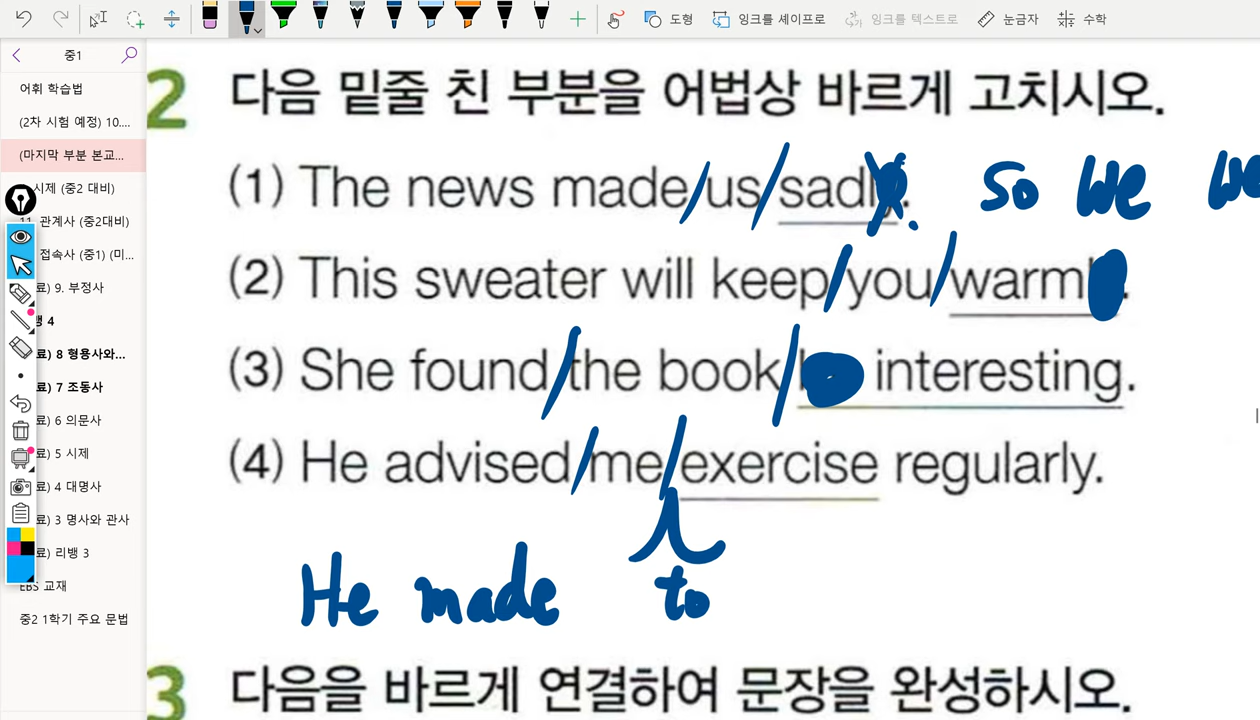 도형
잉크를 셰이프로
잉크를 텍스트로
눈금자
수학
중1
어휘 학습법
(2차 시험 예정) 10....
(마지막 부분 본교...
시제 (중2 대비)
관계사 (중2대비)
접속사 (중1) (미...
료) 9. 부정사
뱅 4
료) 8 형용사와...
료) 7 조동사
료) 6 의문사
료) 5 시제
료) 4 대명사
료) 3 명사와 관사
료) 리뱅 3
EBS 교재
중2 1학기 주요 문법
2 다음 밑줄 친 부분을 어법상 바르게 고치시오.
(1) The news made/us/sadly. So we we
(2) This sweater will keep/you/warm.
(3) She found/the book/ interesting.
(4) He advised/me/exercise regularly.
He made to
3 다음을 바르게 연결하여 문장을 완성하시오.